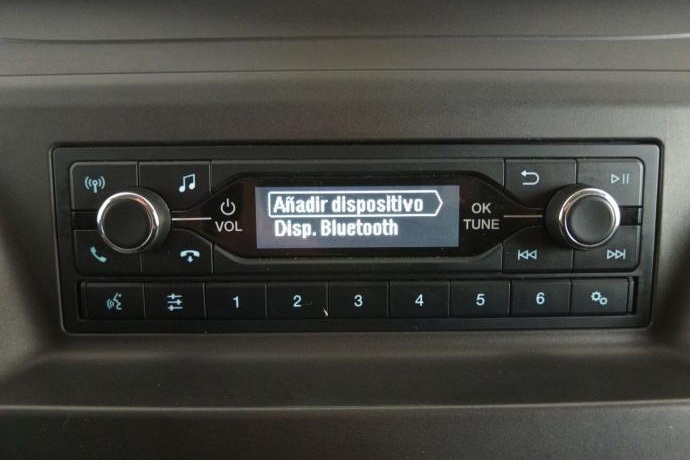 Añadir dispositivo
Disp. Bluetooth
VOL
OK
TUNE
1 2 3 4 5 6